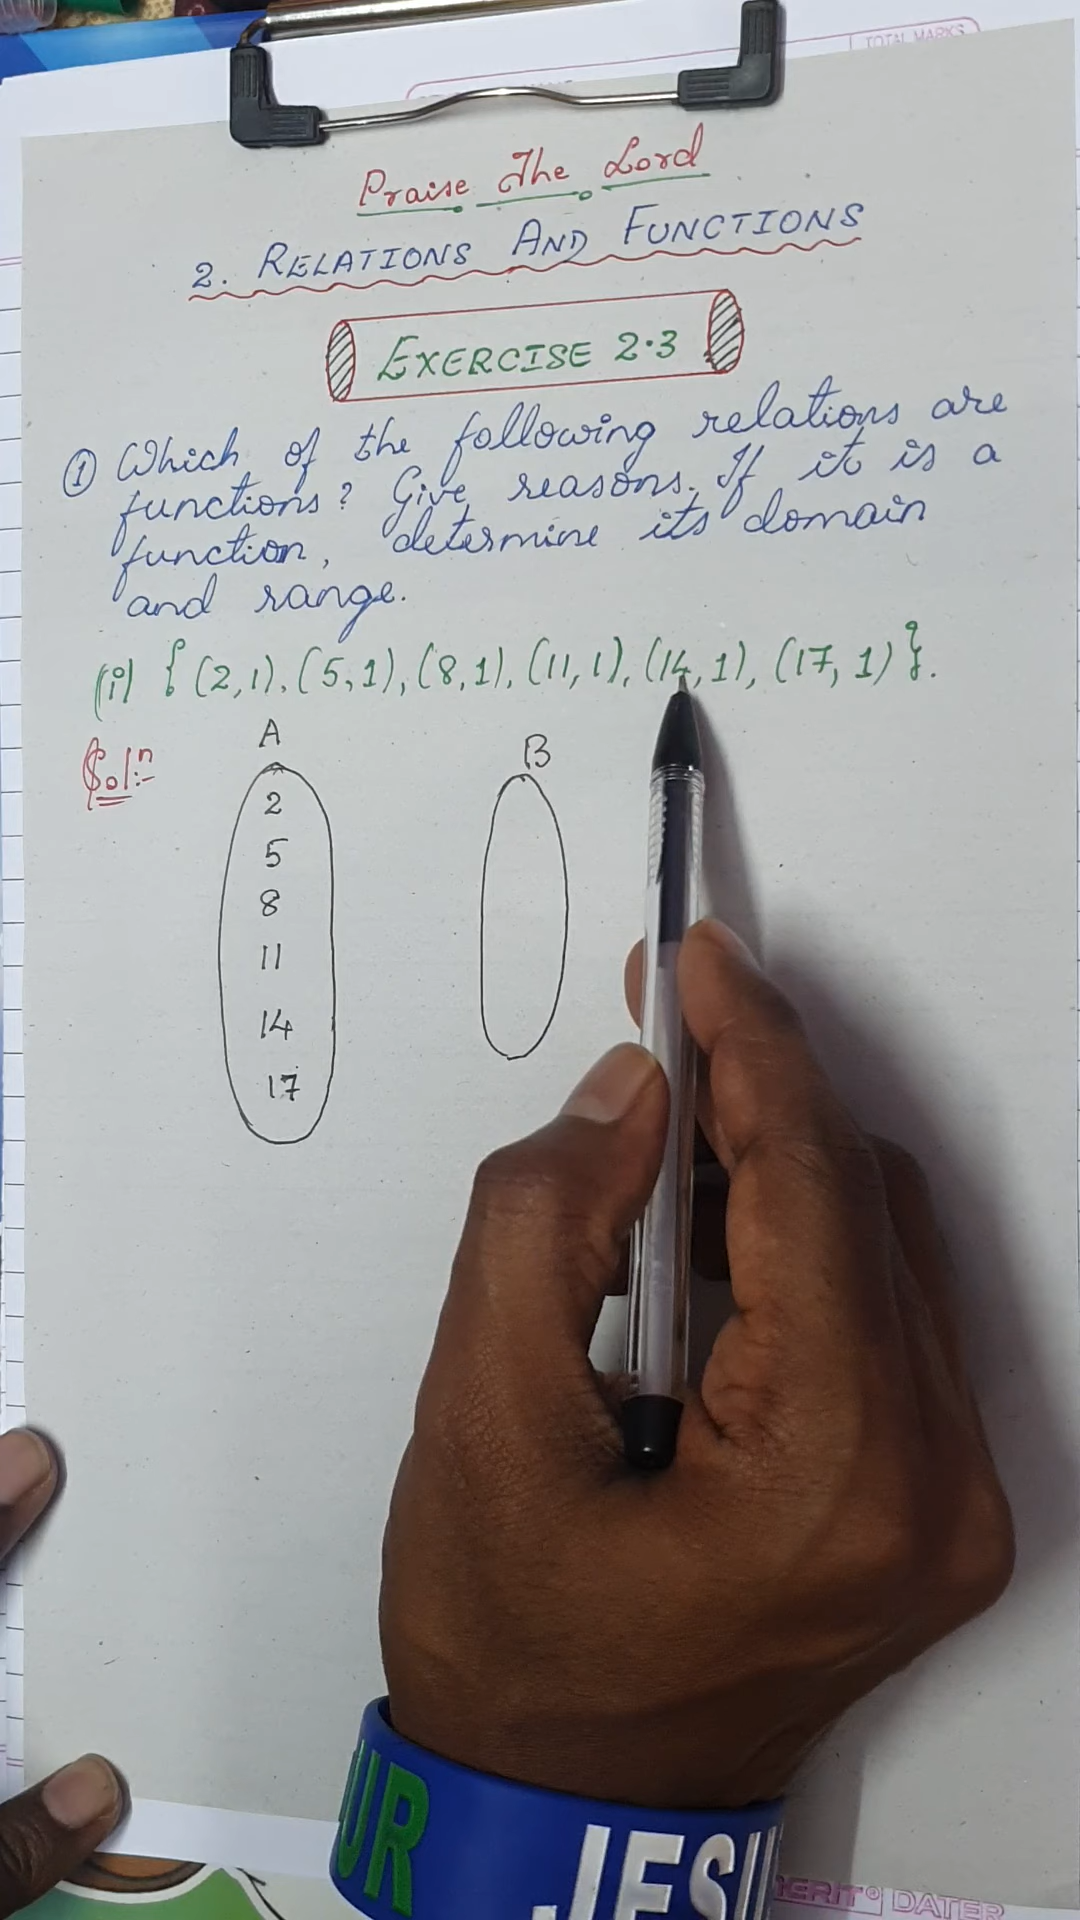 TOTAL MARKS
Praise The Lord
2. RELATIONS AND FUNCTIONS
EXERCISE 2.3
① Which of the following relations are
functions? Give reasons. If it is a
function, determine its domain
and range.
(i) { (2,1), (5,1), (8,1), (11,1), (14,1), (17,1) }.
Solⁿ:-
A
B
2
5
8
11
14
17
UR
JESU
MERIT DATER